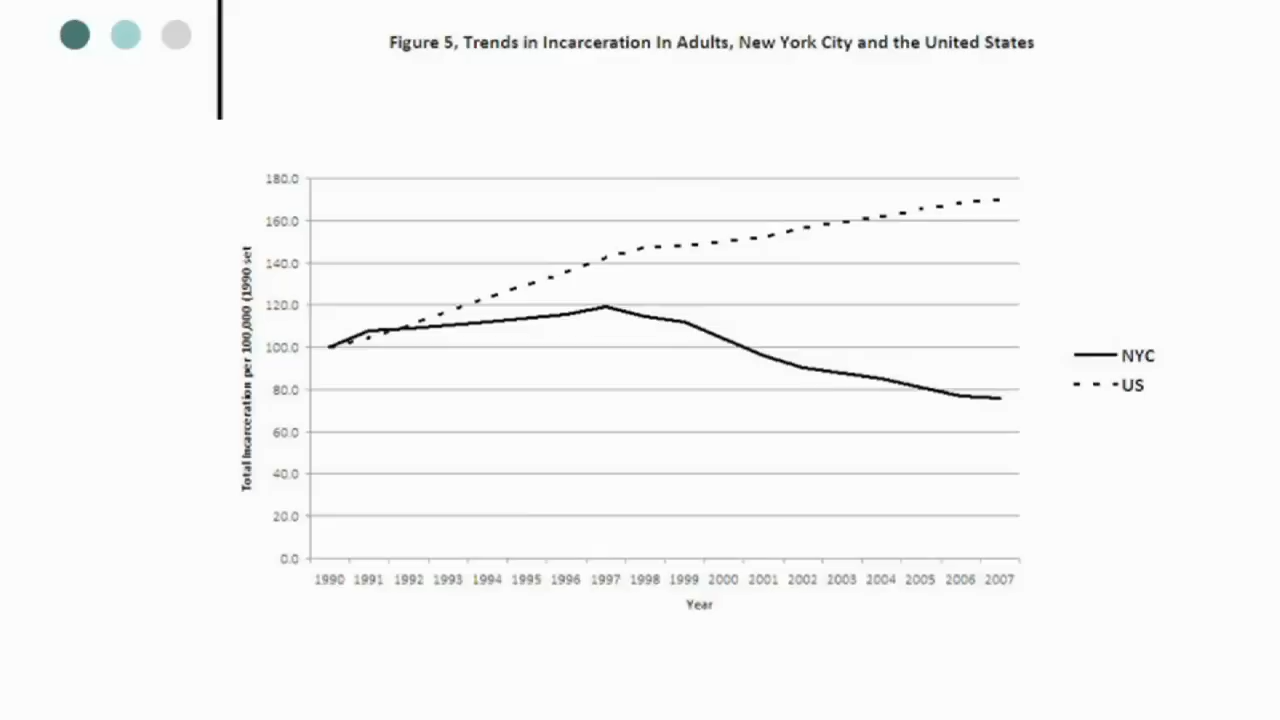 Figure 5, Trends in Incarceration In Adults, New York City and the United States
Total Incarceration per 100,000 (1990 set
180.0
160.0
140.0
120.0
100.0
80.0
60.0
40.0
20.0
0.0
1990 1991 1992 1993 1994 1995 1996 1997 1998 1999 2000 2001 2002 2003 2004 2005 2006 2007
Year
NYC
US